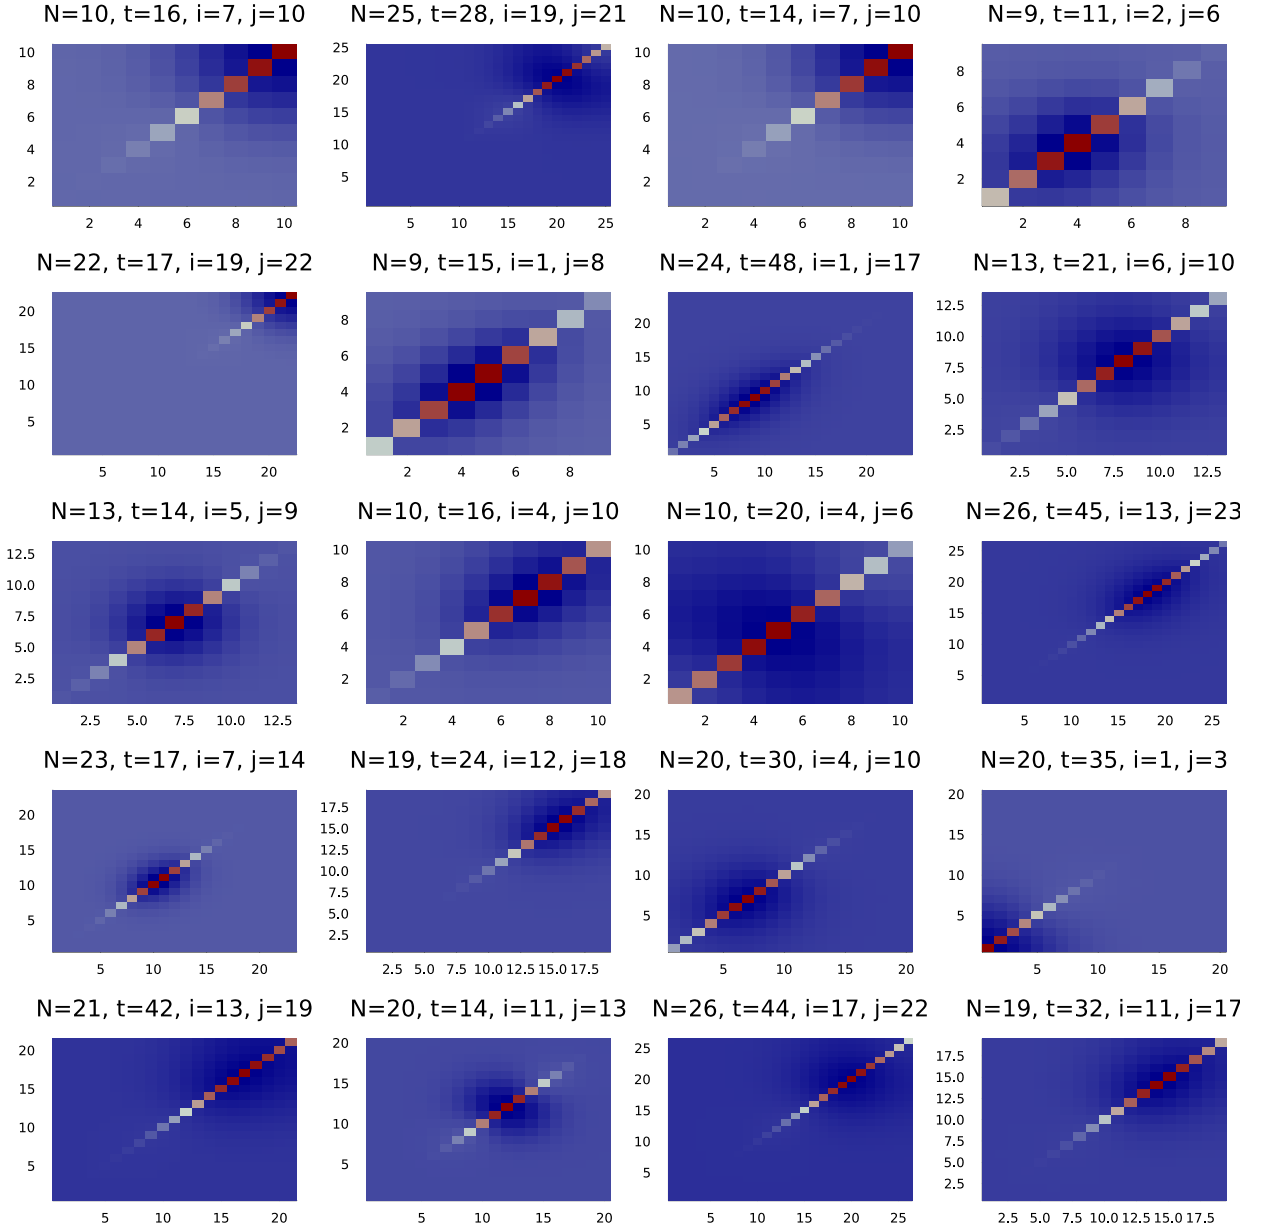 N=10, t=16, i=7, j=10
10
8
6
4
2
2 4 6 8 10
N=25, t=28, i=19, j=21
25
20
15
10
5
5 10 15 20 25
N=10, t=14, i=7, j=10
10
8
6
4
2
2 4 6 8 10
N=9, t=11, i=2, j=6
8
6
4
2
2 4 6 8
N=22, t=17, i=19, j=22
20
15
10
5
5 10 15 20
N=9, t=15, i=1, j=8
8
6
4
2
2 4 6 8
N=24, t=48, i=1, j=17
20
15
10
5
5 10 15 20
N=13, t=21, i=6, j=10
12.5
10.0
7.5
5.0
2.5
2.5 5.0 7.5 10.0 12.5
N=13, t=14, i=5, j=9
12.5
10.0
7.5
5.0
2.5
2.5 5.0 7.5 10.0 12.5
N=10, t=16, i=4, j=10
10
8
6
4
2
2 4 6 8 10
N=10, t=20, i=4, j=6
10
8
6
4
2
2 4 6 8 10
N=26, t=45, i=13, j=23
25
20
15
10
5
5 10 15 20 25
N=23, t=17, i=7, j=14
20
15
10
5
5 10 15 20
N=19, t=24, i=12, j=18
17.5
15.0
12.5
10.0
7.5
5.0
2.5
2.5 5.0 7.5 10.0 12.5 15.0 17.5
N=20, t=30, i=4, j=10
20
15
10
5
5 10 15 20
N=20, t=35, i=1, j=3
20
15
10
5
5 10 15 20
N=21, t=42, i=13, j=19
20
15
10
5
5 10 15 20
N=20, t=14, i=11, j=13
20
15
10
5
5 10 15 20
N=26, t=44, i=17, j=22
25
20
15
10
5
5 10 15 20 25
N=19, t=32, i=11, j=17
17.5
15.0
12.5
10.0
7.5
5.0
2.5
2.5 5.0 7.5 10.0 12.5 15.0 17.5